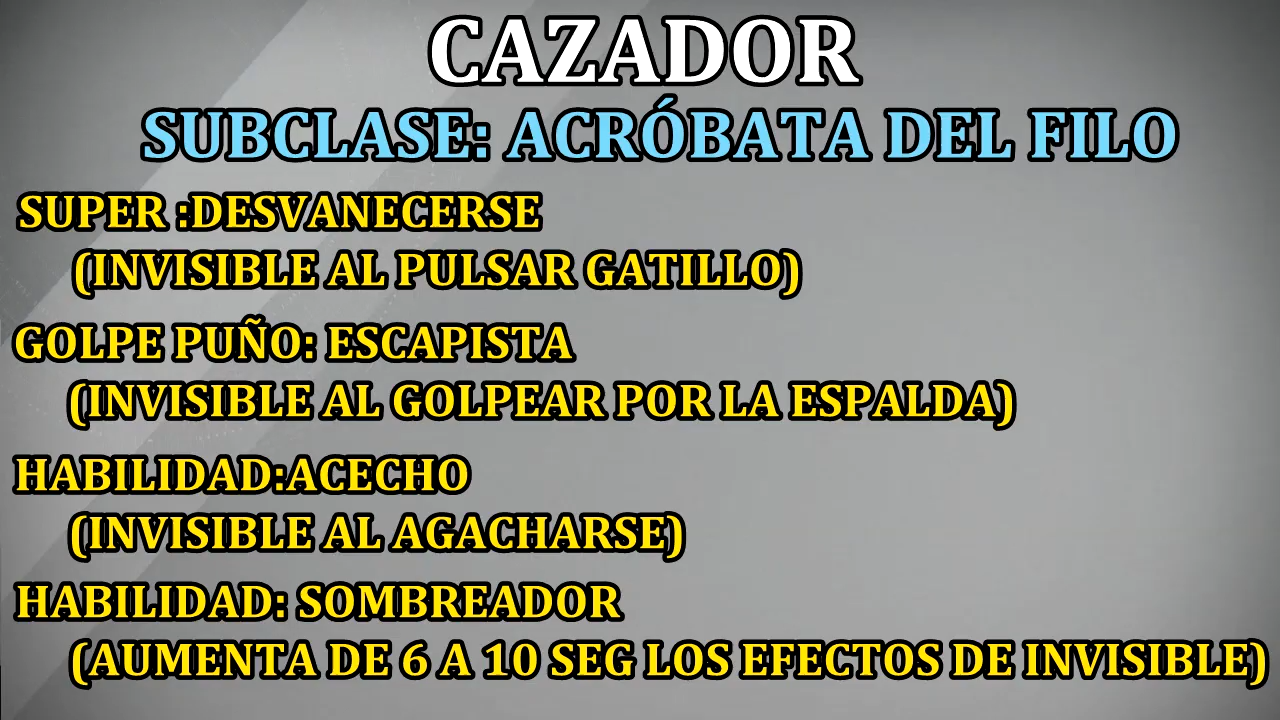 CAZADOR
SUBCLASE: ACRÓBATA DEL FILO
SUPER :DESVANECERSE
(INVISIBLE AL PULSAR GATILLO)
GOLPE PUÑO: ESCAPISTA
(INVISIBLE AL GOLPEAR POR LA ESPALDA)
HABILIDAD:ACECHO
(INVISIBLE AL AGACHARSE)
HABILIDAD: SOMBREADOR
(AUMENTA DE 6 A 10 SEG LOS EFECTOS DE INVISIBLE)